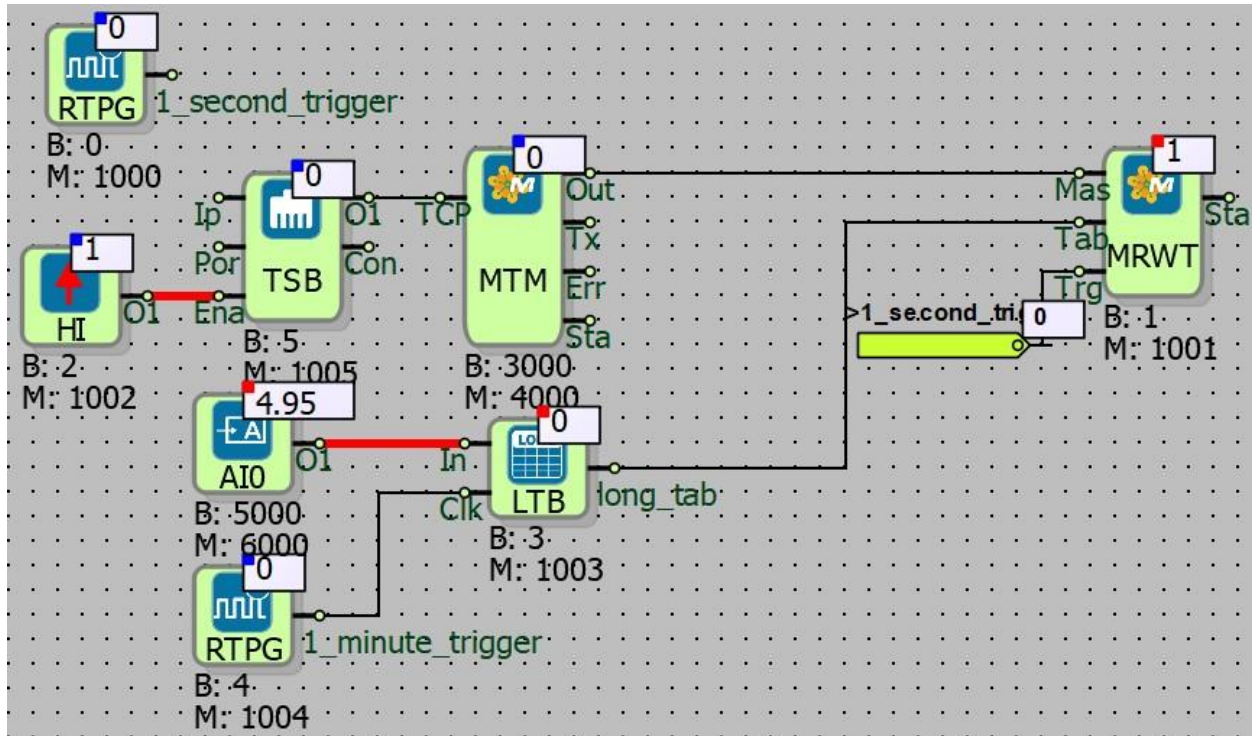 0
RTPG
1_second_trigger
B: 0
M: 1000
0
Ip
O1
Por
Con
TSB
Ena
B: 5
M: 1005
1
HI
O1
B: 2
M: 1002
0
TCP
Out
Tx
MTM
Err
Sta
B: 3000
M: 4000
1
Mas
Sta
Tab
MRWT
Trg
B: 1
M: 1001
>1_second_tri
0
4.95
AI0
O1
B: 5000
M: 6000
0
In
LTB
Clk
long_tab
B: 3
M: 1003
0
RTPG
1_minute_trigger
B: 4
M: 1004